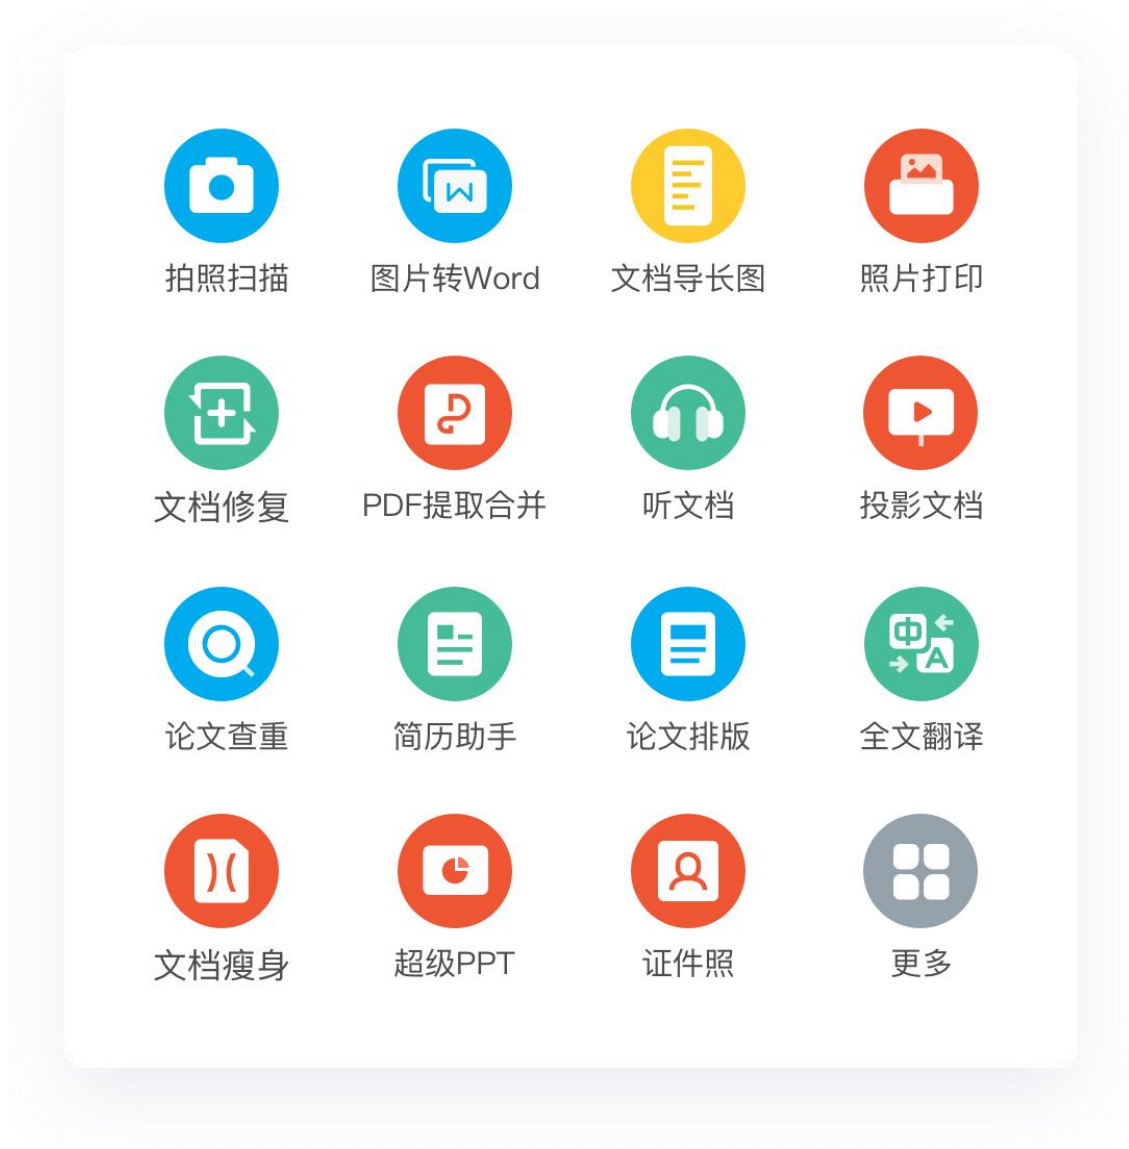 拍照扫描
图片转Word
文档导长图
照片打印
文档修复
PDF提取合并
听文档
投影文档
论文查重
简历助手
论文排版
中
A
全文翻译
文档瘦身
超级PPT
证件照
更多